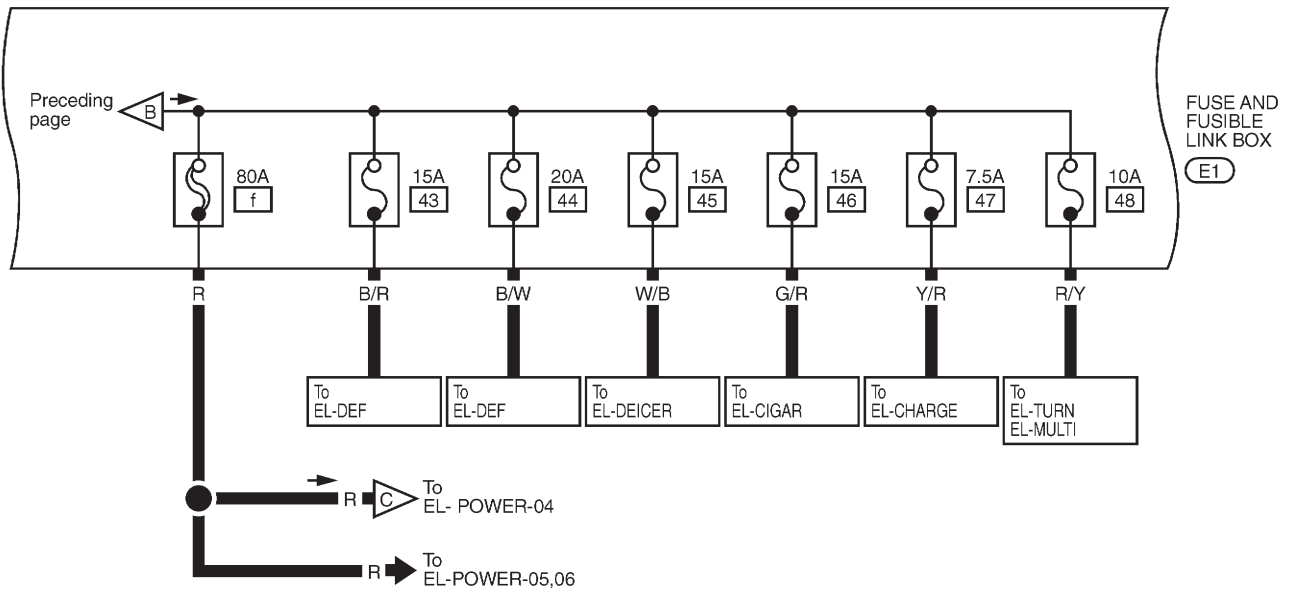 Preceding
page
B
FUSE AND
FUSIBLE
LINK BOX
E1
80A
f
15A
43
20A
44
15A
45
15A
46
7.5A
47
10A
48
R
B/R
B/W
W/B
G/R
Y/R
R/Y
To
EL-DEF
To
EL-DEF
To
EL-DEICER
To
EL-CIGAR
To
EL-CHARGE
To
EL-TURN
EL-MULTI
R
C
To
EL- POWER-04
R
To
EL-POWER-05,06